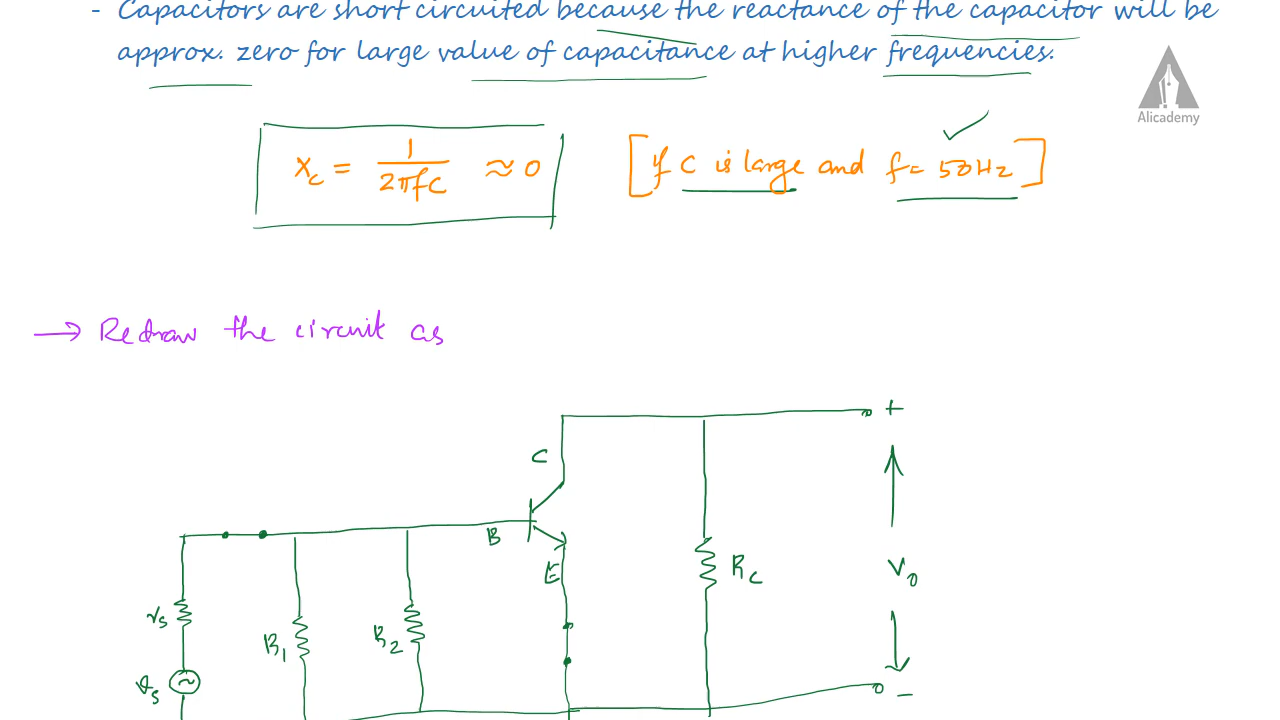 - Capacitors are short circuited because the reactance of the capacitor will be
approx. zero for large value of capacitance at higher frequencies.
Alicademy
Xc = 1/2πfC ≈ 0 [If C is large and f = 50Hz]
→ Redraw the circuit as
+
C
B
E
RC
Vo
rs
R1
R2
vs
~
-